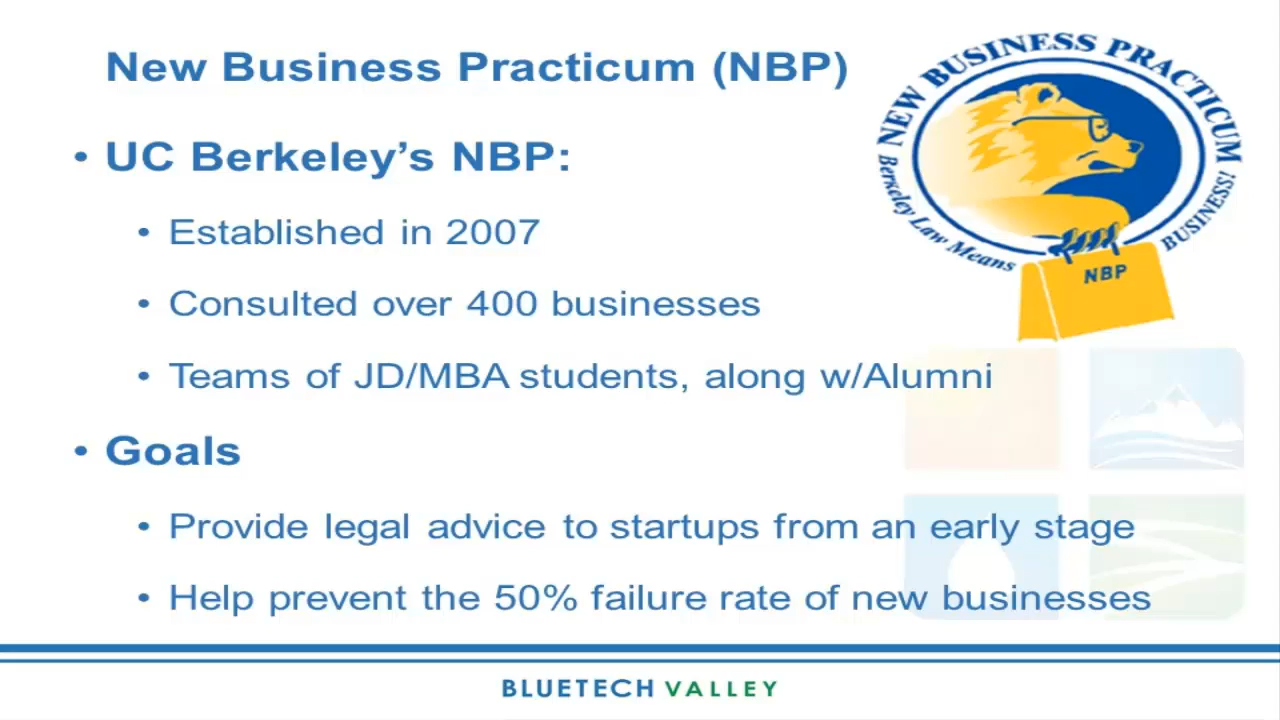 New Business Practicum (NBP)
• UC Berkeley’s NBP:
• Established in 2007
• Consulted over 400 businesses
• Teams of JD/MBA students, along w/Alumni
• Goals
• Provide legal advice to startups from an early stage
• Help prevent the 50% failure rate of new businesses
NEW BUSINESS PRACTICUM
Berkeley Law Means BUSINESS!
NBP
BLUETECH VALLEY